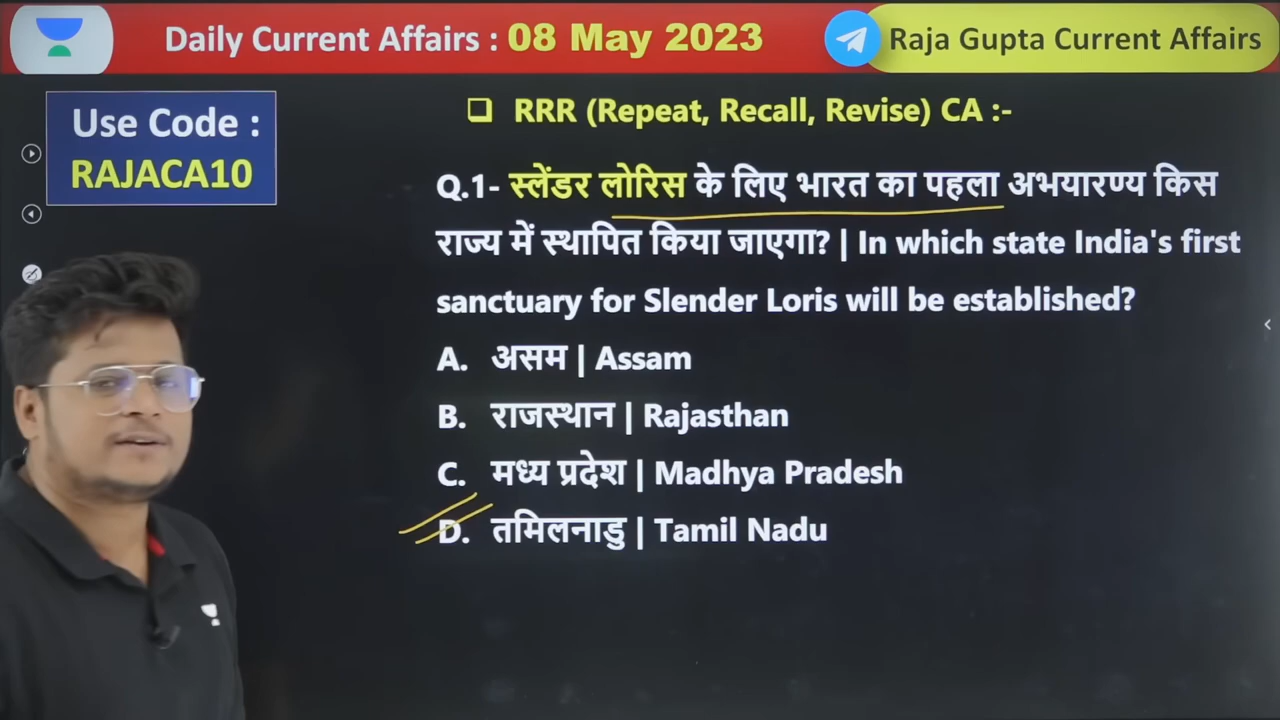 Daily Current Affairs : 08 May 2023
Raja Gupta Current Affairs
Use Code :
RAJACA10
❑ RRR (Repeat, Recall, Revise) CA :-
Q.1- स्लेंडर लोरिस के लिए भारत का पहला अभयारण्य किस
राज्य में स्थापित किया जाएगा? | In which state India's first
sanctuary for Slender Loris will be established?
A. असम | Assam
B. राजस्थान | Rajasthan
C. मध्य प्रदेश | Madhya Pradesh
D. तमिलनाडु | Tamil Nadu